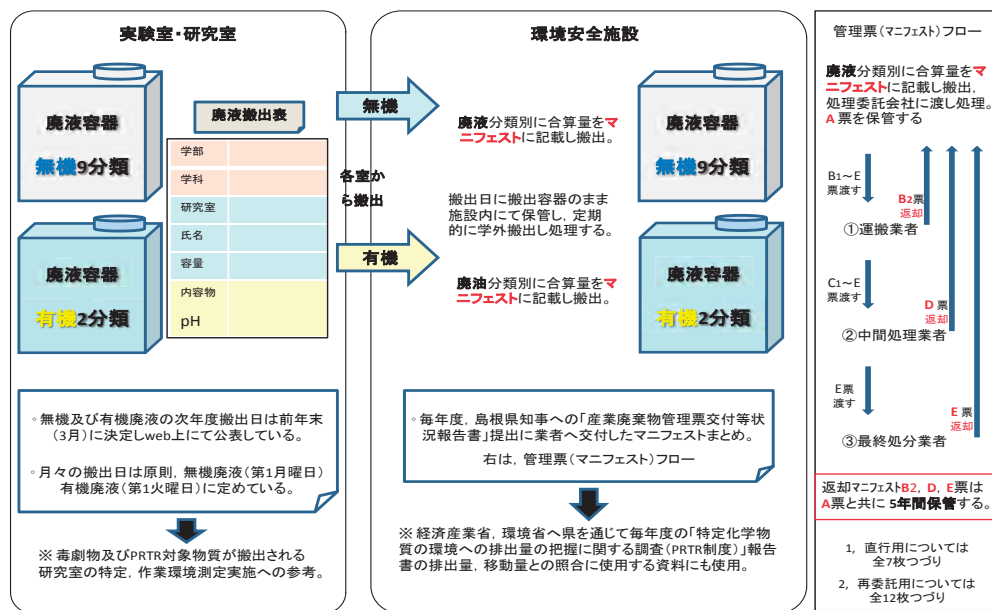 実験室・研究室
廃液容器
無機9分類
廃液容器
有機2分類
廃液搬出表
学部
学科
研究室
氏名
容量
内容物
pH
各室か
ら搬出
無機
有機
◦無機及び有機廃液の次年度搬出日は前年末
(3月)に決定しweb上にて公表している。
◦月々の搬出日は原則，無機廃液(第1月曜日)
有機廃液(第1火曜日)に定めている。
※ 毒劇物及びPRTR対象物質が搬出される
研究室の特定，作業環境測定実施への参考。
環境安全施設
廃液分類別に合算量をマ
ニフェストに記載し搬出。
搬出日に搬出容器のまま
施設内にて保管し，定期
的に学外搬出し処理する。
廃油分類別に合算量をマ
ニフェストに記載し搬出。
廃液容器
無機9分類
廃液容器
有機2分類
◦毎年度，島根県知事への「産業廃棄物管理票交付等状
況報告書」提出に業者へ交付したマニフェストまとめ。
右は，管理票(マニフェスト)フロー
※ 経済産業省，環境省へ県を通じて毎年度の「特定化学物
質の環境への排出量の把握に関する調査(PRTR制度)」報告
書の排出量，移動量との照合に使用する資料にも使用。
管理票(マニフェスト)フロー
廃液分類別に合算量をマ
ニフェストに記載し搬出，
処理委託会社に渡し処理。
A 票を保管する
B1～E
票渡す
B2票
返却
①運搬業者
C1～E
票渡す
D 票
返却
②中間処理業者
E票
渡す
E 票
返却
③最終処分業者
返却マニフェストB2，D，E票は
A票と共に 5年間保管する。
1，直行用については
全7枚つづり
2，再委託用については
全12枚つづり